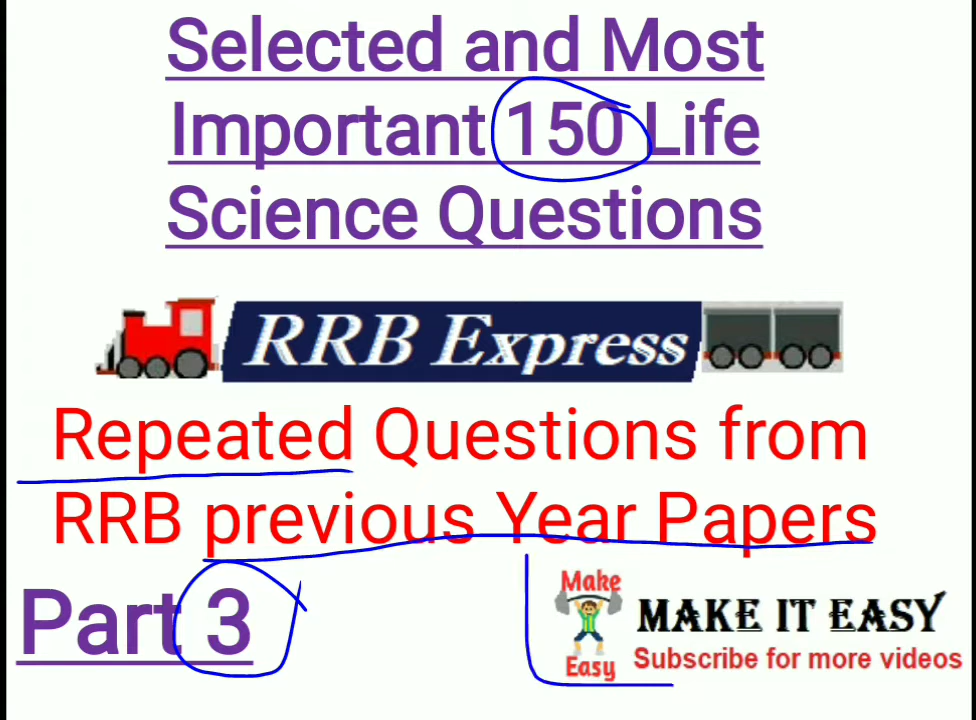 Selected and Most
Important 150 Life
Science Questions
RRB Express
Repeated Questions from
RRB previous Year Papers
Part 3
Make
Easy
MAKE IT EASY
Subscribe for more videos